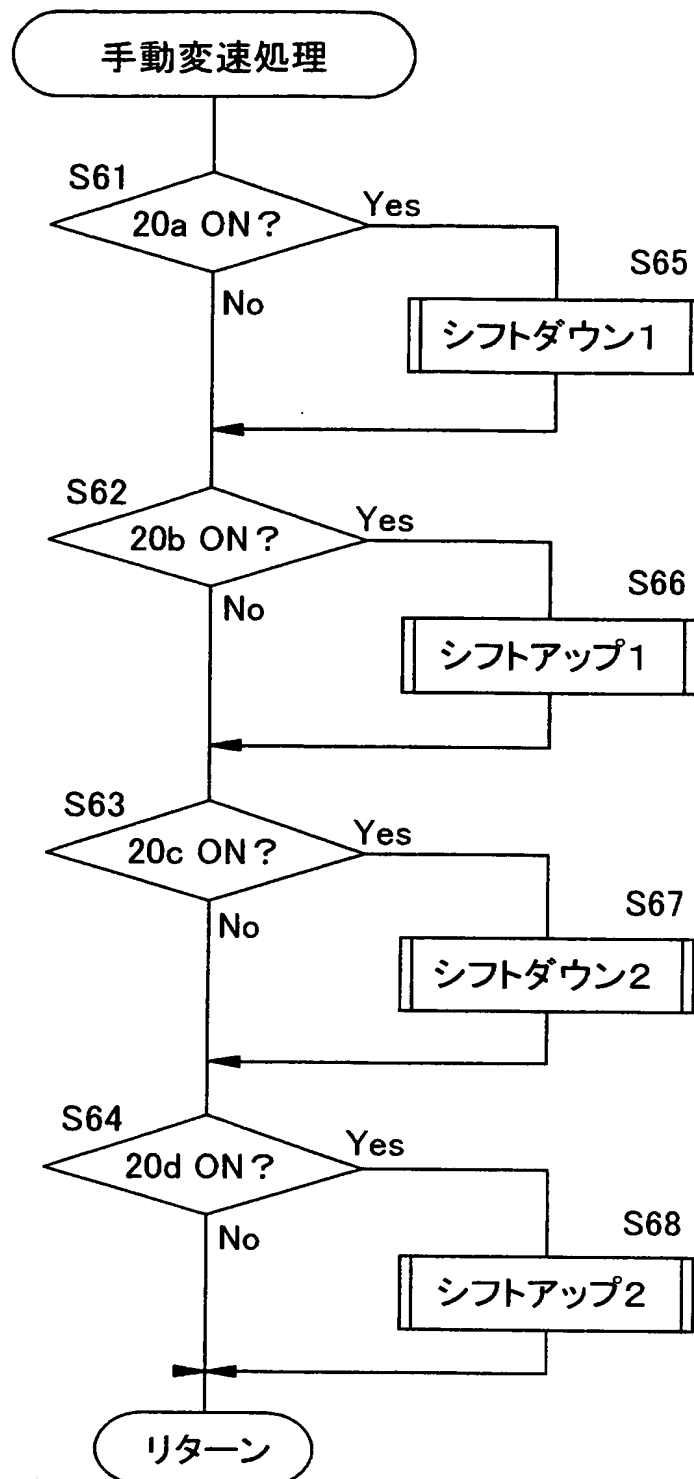 手動変速処理
S61
20a ON？
Yes
No
S65
シフトダウン1
S62
20b ON？
Yes
No
S66
シフトアップ1
S63
20c ON？
Yes
No
S67
シフトダウン2
S64
20d ON？
Yes
No
S68
シフトアップ2
リターン